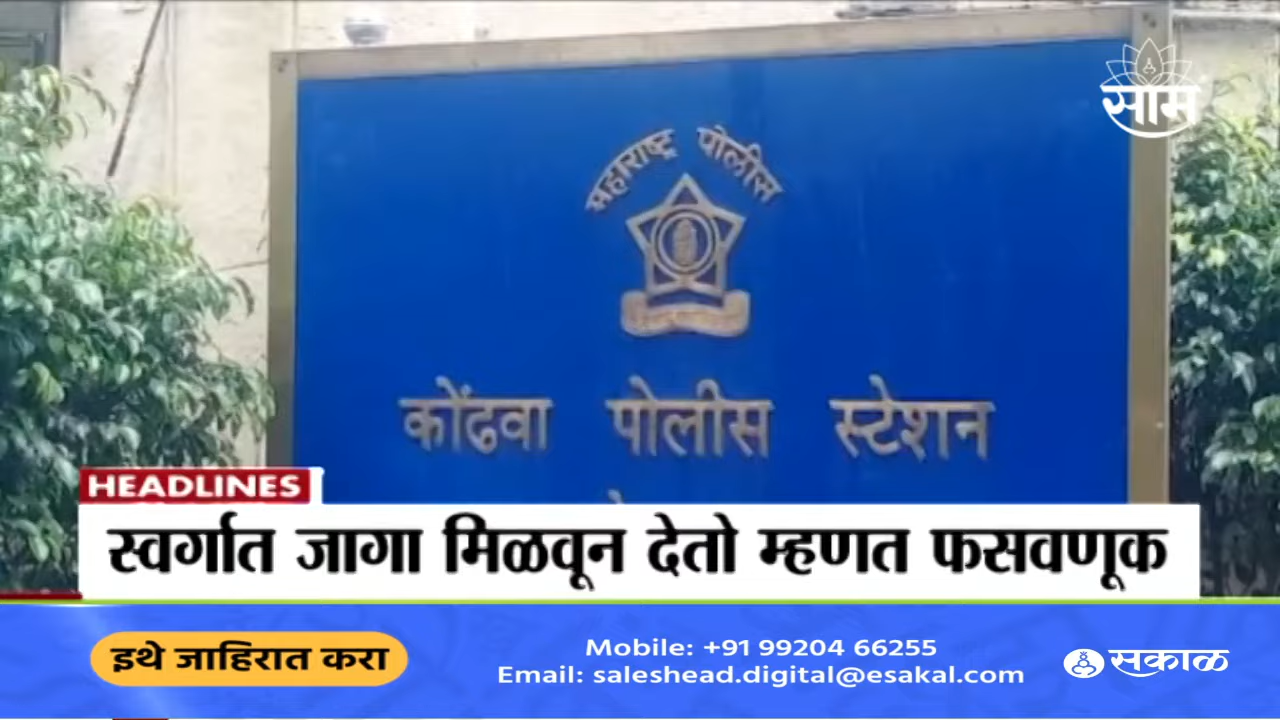 साम
महाराष्ट्र पोलीस
कोंढवा पोलीस स्टेशन
HEADLINES
स्वर्गात जागा मिळवून देतो म्हणत फसवणूक
इथे जाहिरात करा
Mobile: +91 99204 66255
Email: saleshead.digital@esakal.com
सकाळ